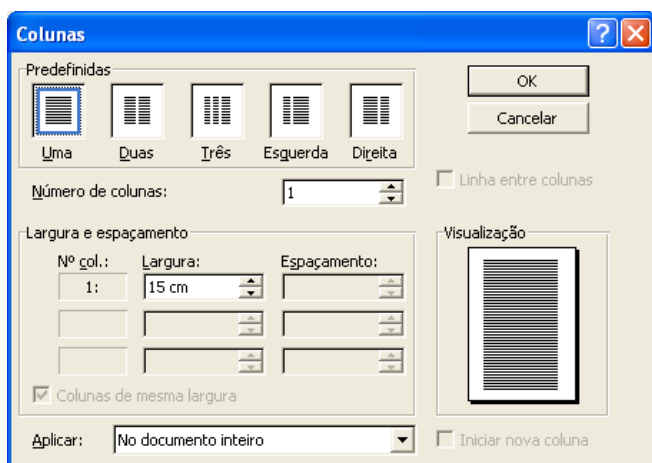 Colunas
Predefinidas
OK
Cancelar
Uma Duas Três Esquerda Direita
Linha entre colunas
Número de colunas: 1
Largura e espaçamento
Visualização
Nº col.: Largura: Espaçamento:
1: 15 cm
Colunas de mesma largura
Aplicar: No documento inteiro
Iniciar nova coluna